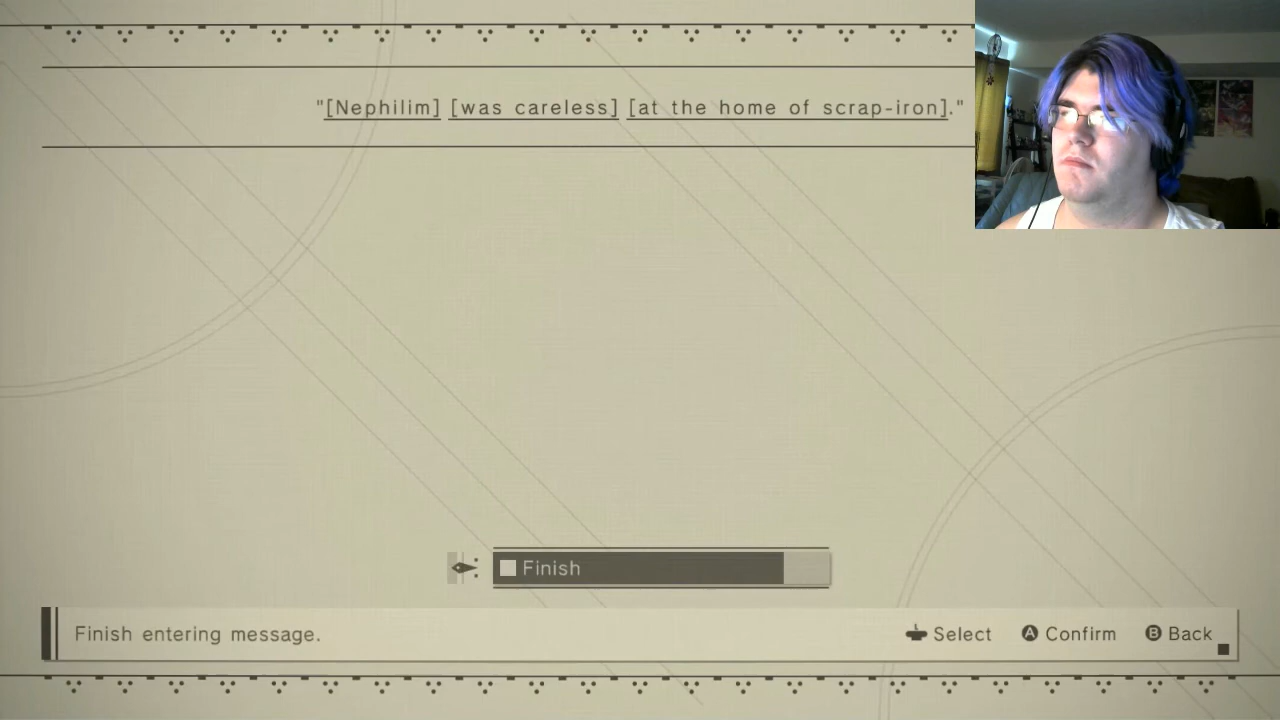 "[Nephilim] [was careless] [at the home of scrap-iron]."
Finish
Finish entering message.
Select A Confirm B Back